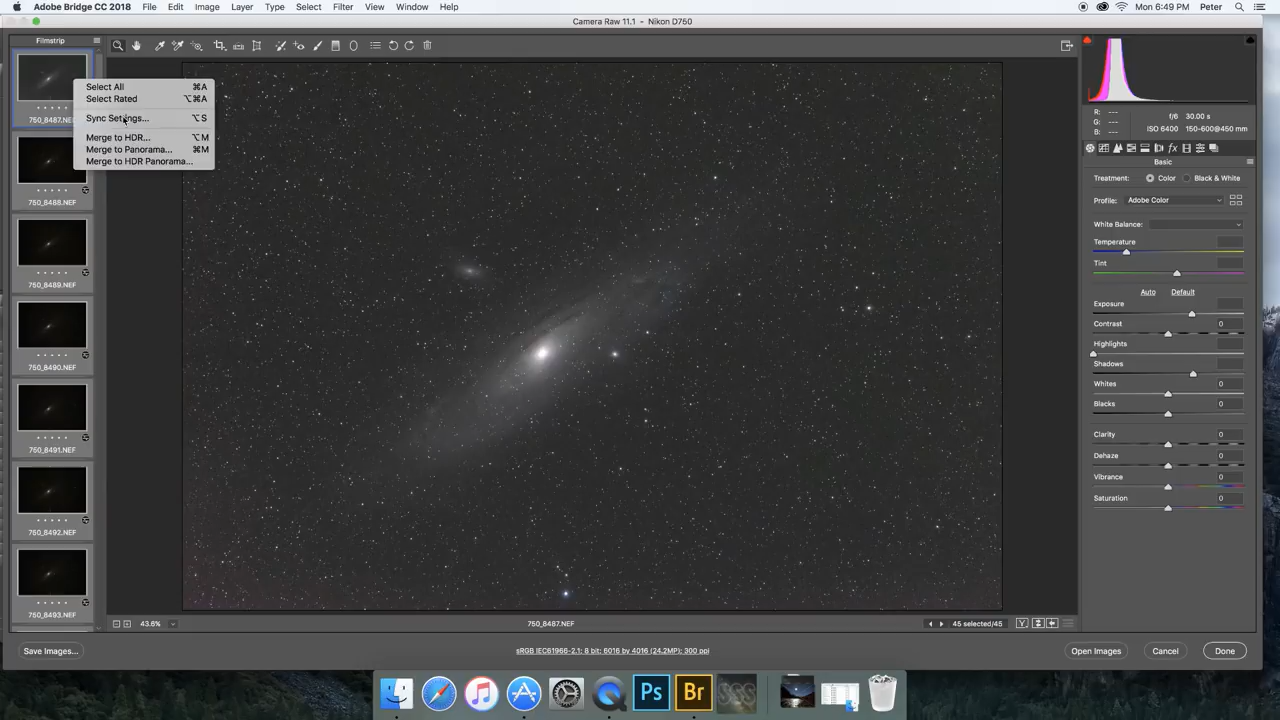 Adobe Bridge CC 2018 File Edit Image Layer Type Select Filter View Window Help Mon 6:49 PM Peter
Camera Raw 11.1 - Nikon D750
Filmstrip
Select All ⌘A
Select Rated ⌥⌘A
Sync Settings... ⌥S
Merge to HDR... ⌥M
Merge to Panorama... ⌘M
Merge to HDR Panorama...
750_8487.NEF
750_8488.NEF
750_8489.NEF
750_8490.NEF
750_8491.NEF
750_8492.NEF
750_8493.NEF
43.6%
750_8487.NEF
45 selected/45
Save Images...
sRGB IEC61966-2.1; 8 bit; 6016 by 4016 (24.2MP); 300 ppi
Open Images Cancel Done
R: ---
G: ---
B: ---
f/6 30.00 s
ISO 6400 150-600@450 mm
Basic
Treatment: Color Black & White
Profile: Adobe Color
White Balance:
Temperature
Tint
Auto Default
Exposure
Contrast 0
Highlights
Shadows
Whites 0
Blacks 0
Clarity 0
Dehaze 0
Vibrance 0
Saturation 0
Ps Br